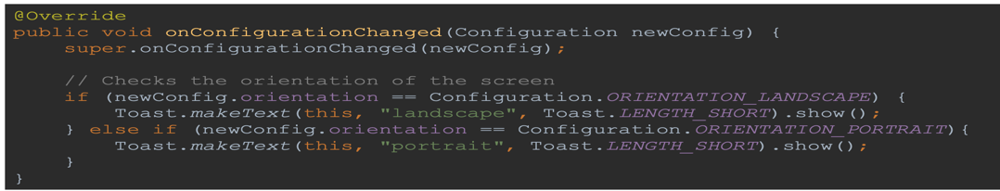 @Override
public void onConfigurationChanged(Configuration newConfig) {
    super.onConfigurationChanged(newConfig);

    // Checks the orientation of the screen
    if (newConfig.orientation == Configuration.ORIENTATION_LANDSCAPE) {
        Toast.makeText(this, "landscape", Toast.LENGTH_SHORT).show();
    } else if (newConfig.orientation == Configuration.ORIENTATION_PORTRAIT){
        Toast.makeText(this, "portrait", Toast.LENGTH_SHORT).show();
    }
}